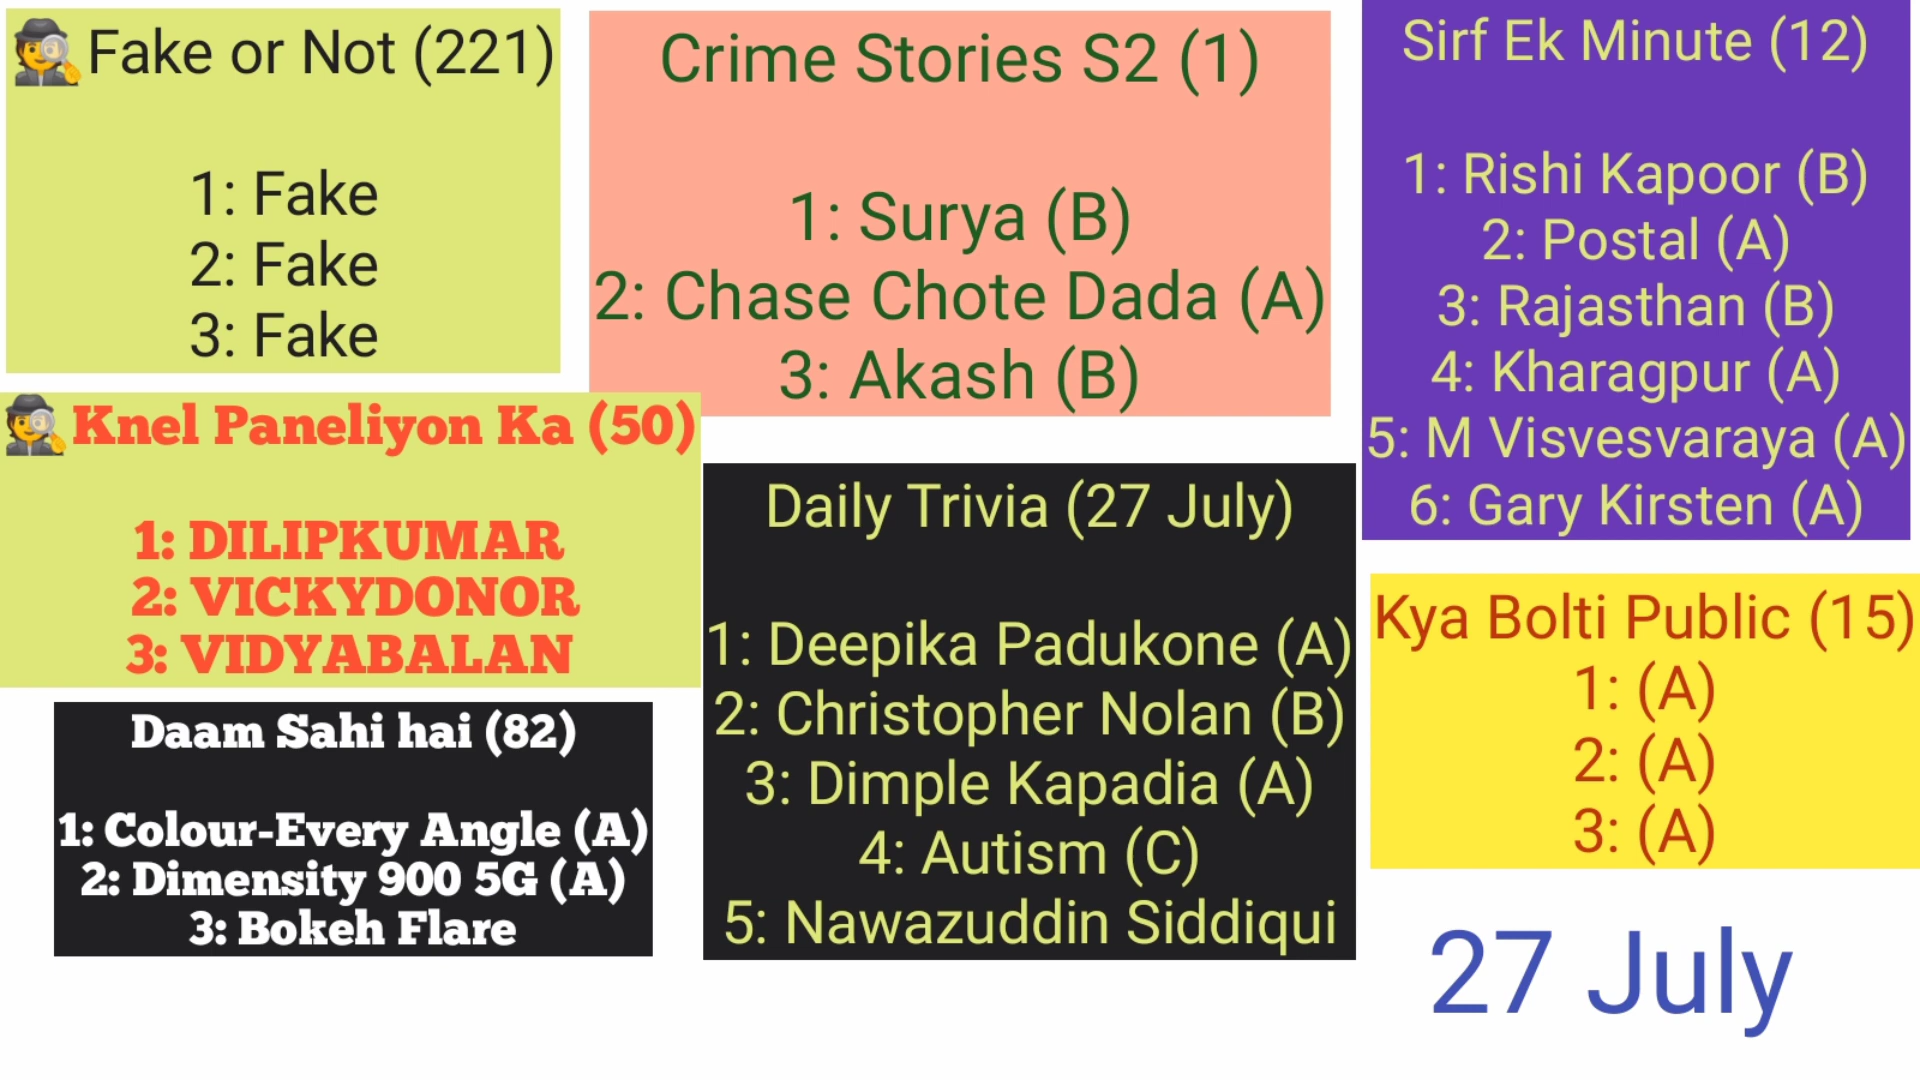 Fake or Not (221)
1: Fake
2: Fake
3: Fake
Crime Stories S2 (1)
1: Surya (B)
2: Chase Chote Dada (A)
3: Akash (B)
Sirf Ek Minute (12)
1: Rishi Kapoor (B)
2: Postal (A)
3: Rajasthan (B)
4: Kharagpur (A)
5: M Visvesvaraya (A)
6: Gary Kirsten (A)
Knel Paneliyon Ka (50)
1: DILIPKUMAR
2: VICKYDONOR
3: VIDYABALAN
Daily Trivia (27 July)
1: Deepika Padukone (A)
2: Christopher Nolan (B)
3: Dimple Kapadia (A)
4: Autism (C)
5: Nawazuddin Siddiqui
Kya Bolti Public (15)
1: (A)
2: (A)
3: (A)
Daam Sahi hai (82)
1: Colour-Every Angle (A)
2: Dimensity 900 5G (A)
3: Bokeh Flare
27 July